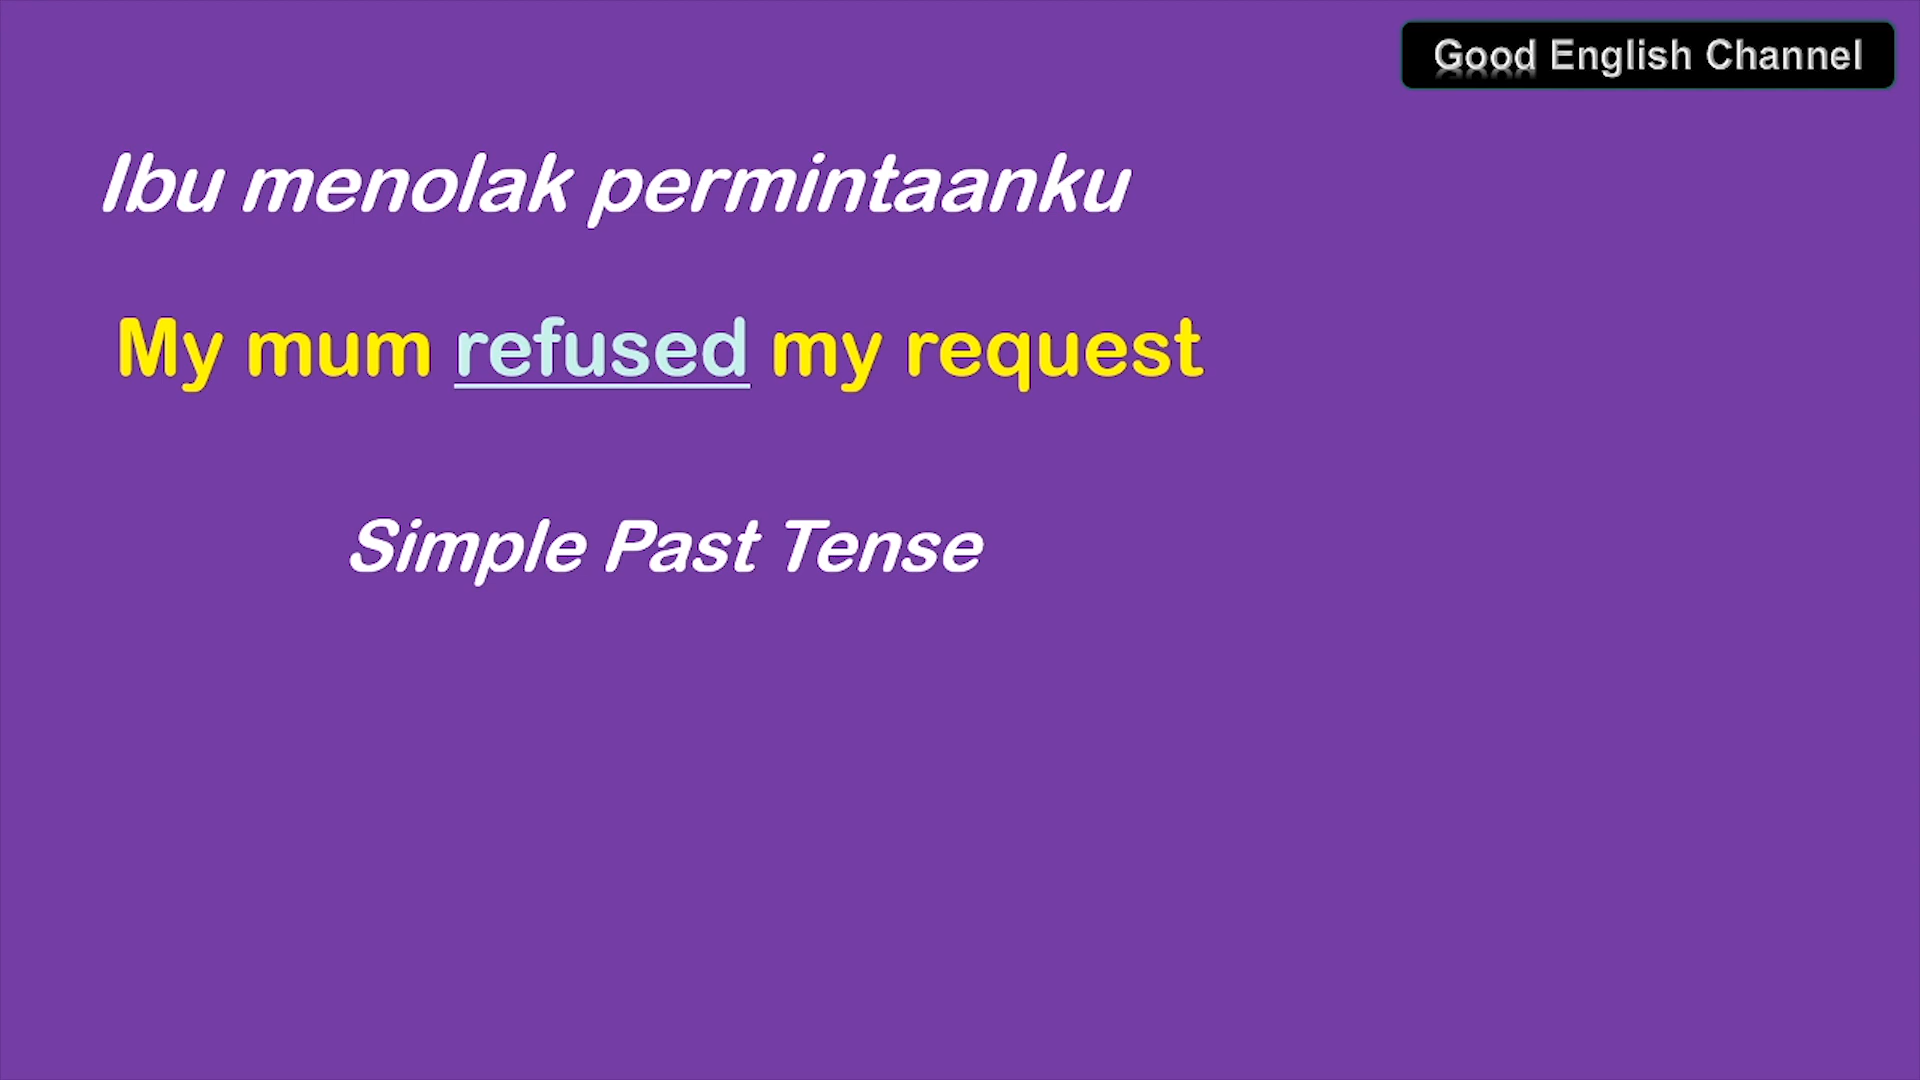 Good English Channel
Ibu menolak permintaanku
My mum refused my request
Simple Past Tense